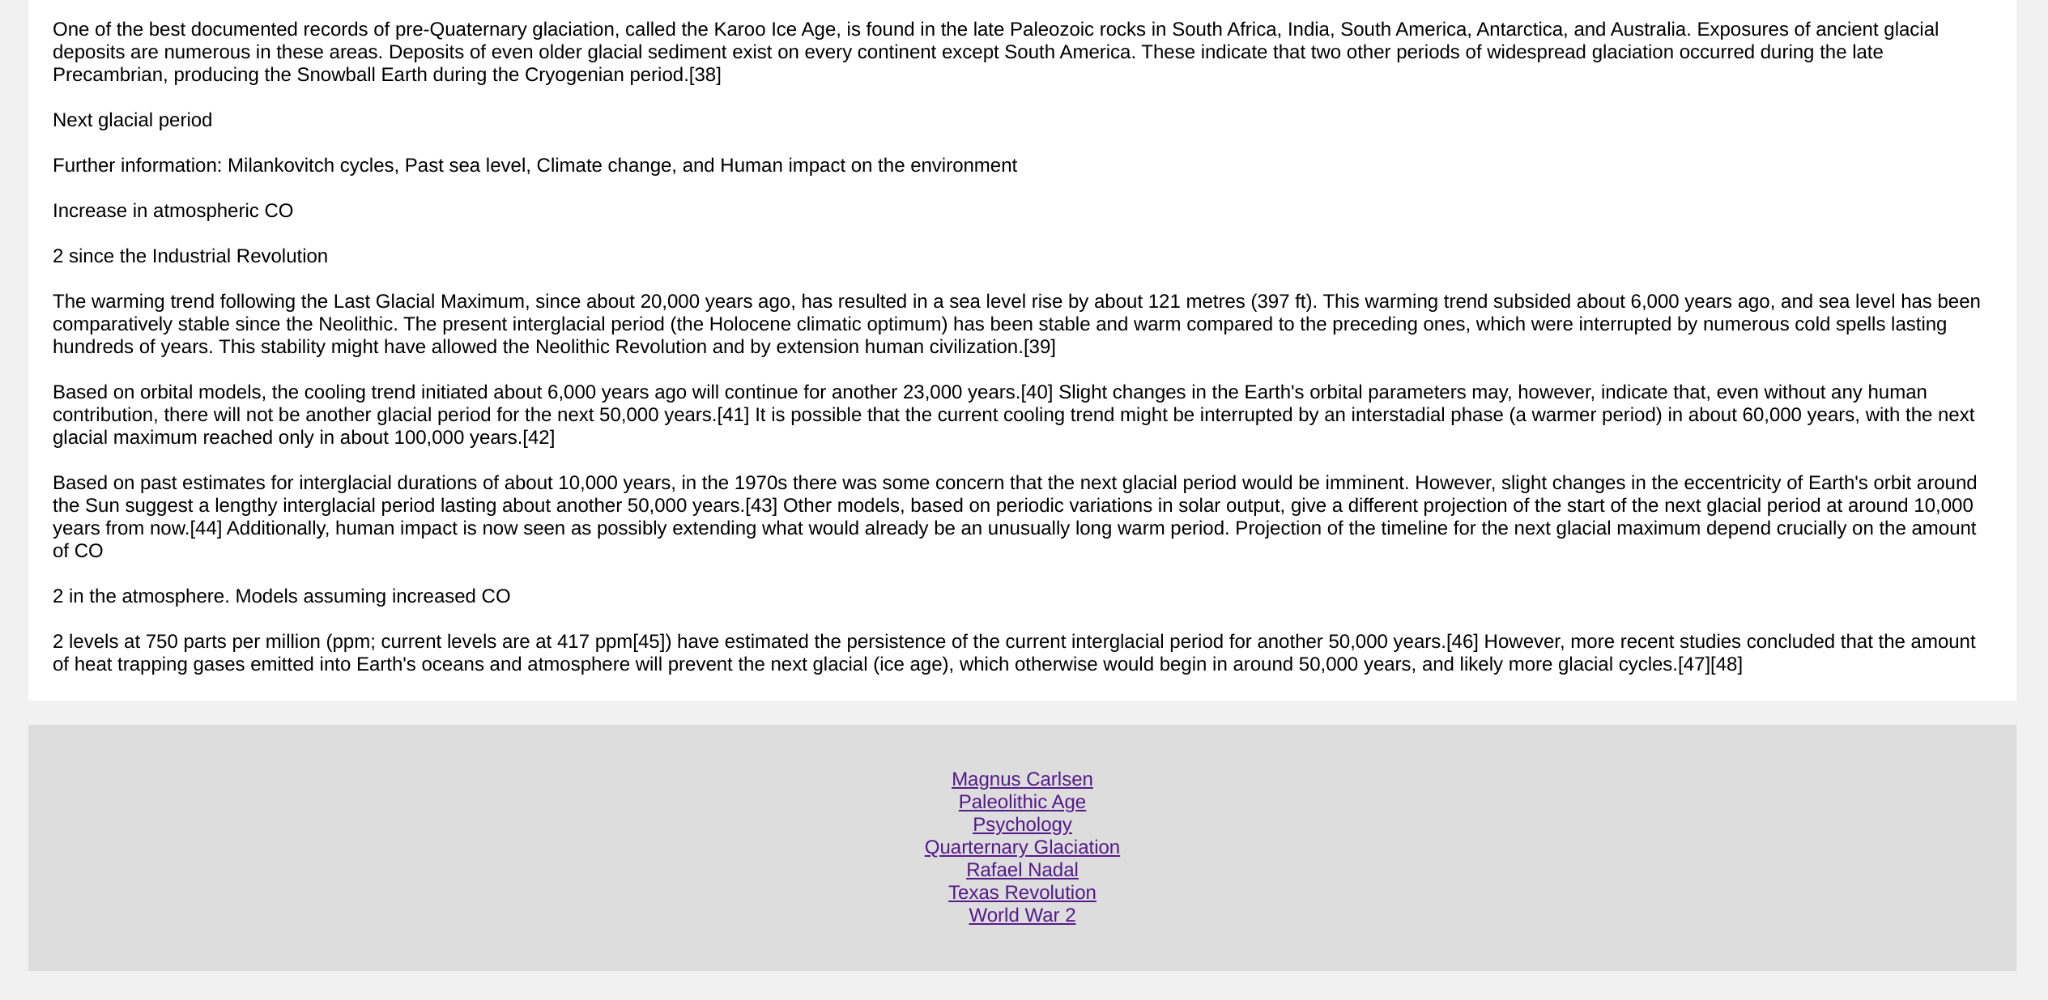 One of the best documented records of pre-Quaternary glaciation, called the Karoo Ice Age, is found in the late Paleozoic rocks in South Africa, India, South America, Antarctica, and Australia. Exposures of ancient glacial
deposits are numerous in these areas. Deposits of even older glacial sediment exist on every continent except South America. These indicate that two other periods of widespread glaciation occurred during the late
Precambrian, producing the Snowball Earth during the Cryogenian period.[38]
Next glacial period
Further information: Milankovitch cycles, Past sea level, Climate change, and Human impact on the environment
Increase in atmospheric CO
2 since the Industrial Revolution
The warming trend following the Last Glacial Maximum, since about 20,000 years ago, has resulted in a sea level rise by about 121 metres (397 ft). This warming trend subsided about 6,000 years ago, and sea level has been
comparatively stable since the Neolithic. The present interglacial period (the Holocene climatic optimum) has been stable and warm compared to the preceding ones, which were interrupted by numerous cold spells lasting
hundreds of years. This stability might have allowed the Neolithic Revolution and by extension human civilization.[39]
Based on orbital models, the cooling trend initiated about 6,000 years ago will continue for another 23,000 years.[40] Slight changes in the Earth's orbital parameters may, however, indicate that, even without any human
contribution, there will not be another glacial period for the next 50,000 years.[41] It is possible that the current cooling trend might be interrupted by an interstadial phase (a warmer period) in about 60,000 years, with the next
glacial maximum reached only in about 100,000 years.[42]
Based on past estimates for interglacial durations of about 10,000 years, in the 1970s there was some concern that the next glacial period would be imminent. However, slight changes in the eccentricity of Earth's orbit around
the Sun suggest a lengthy interglacial period lasting about another 50,000 years.[43] Other models, based on periodic variations in solar output, give a different projection of the start of the next glacial period at around 10,000
years from now.[44] Additionally, human impact is now seen as possibly extending what would already be an unusually long warm period. Projection of the timeline for the next glacial maximum depend crucially on the amount
of CO
2 in the atmosphere. Models assuming increased CO
2 levels at 750 parts per million (ppm; current levels are at 417 ppm[45]) have estimated the persistence of the current interglacial period for another 50,000 years.[46] However, more recent studies concluded that the amount
of heat trapping gases emitted into Earth's oceans and atmosphere will prevent the next glacial (ice age), which otherwise would begin in around 50,000 years, and likely more glacial cycles.[47][48]
Magnus Carlsen
Paleolithic Age
Psychology
Quarternary Glaciation
Rafael Nadal
Texas Revolution
World War 2